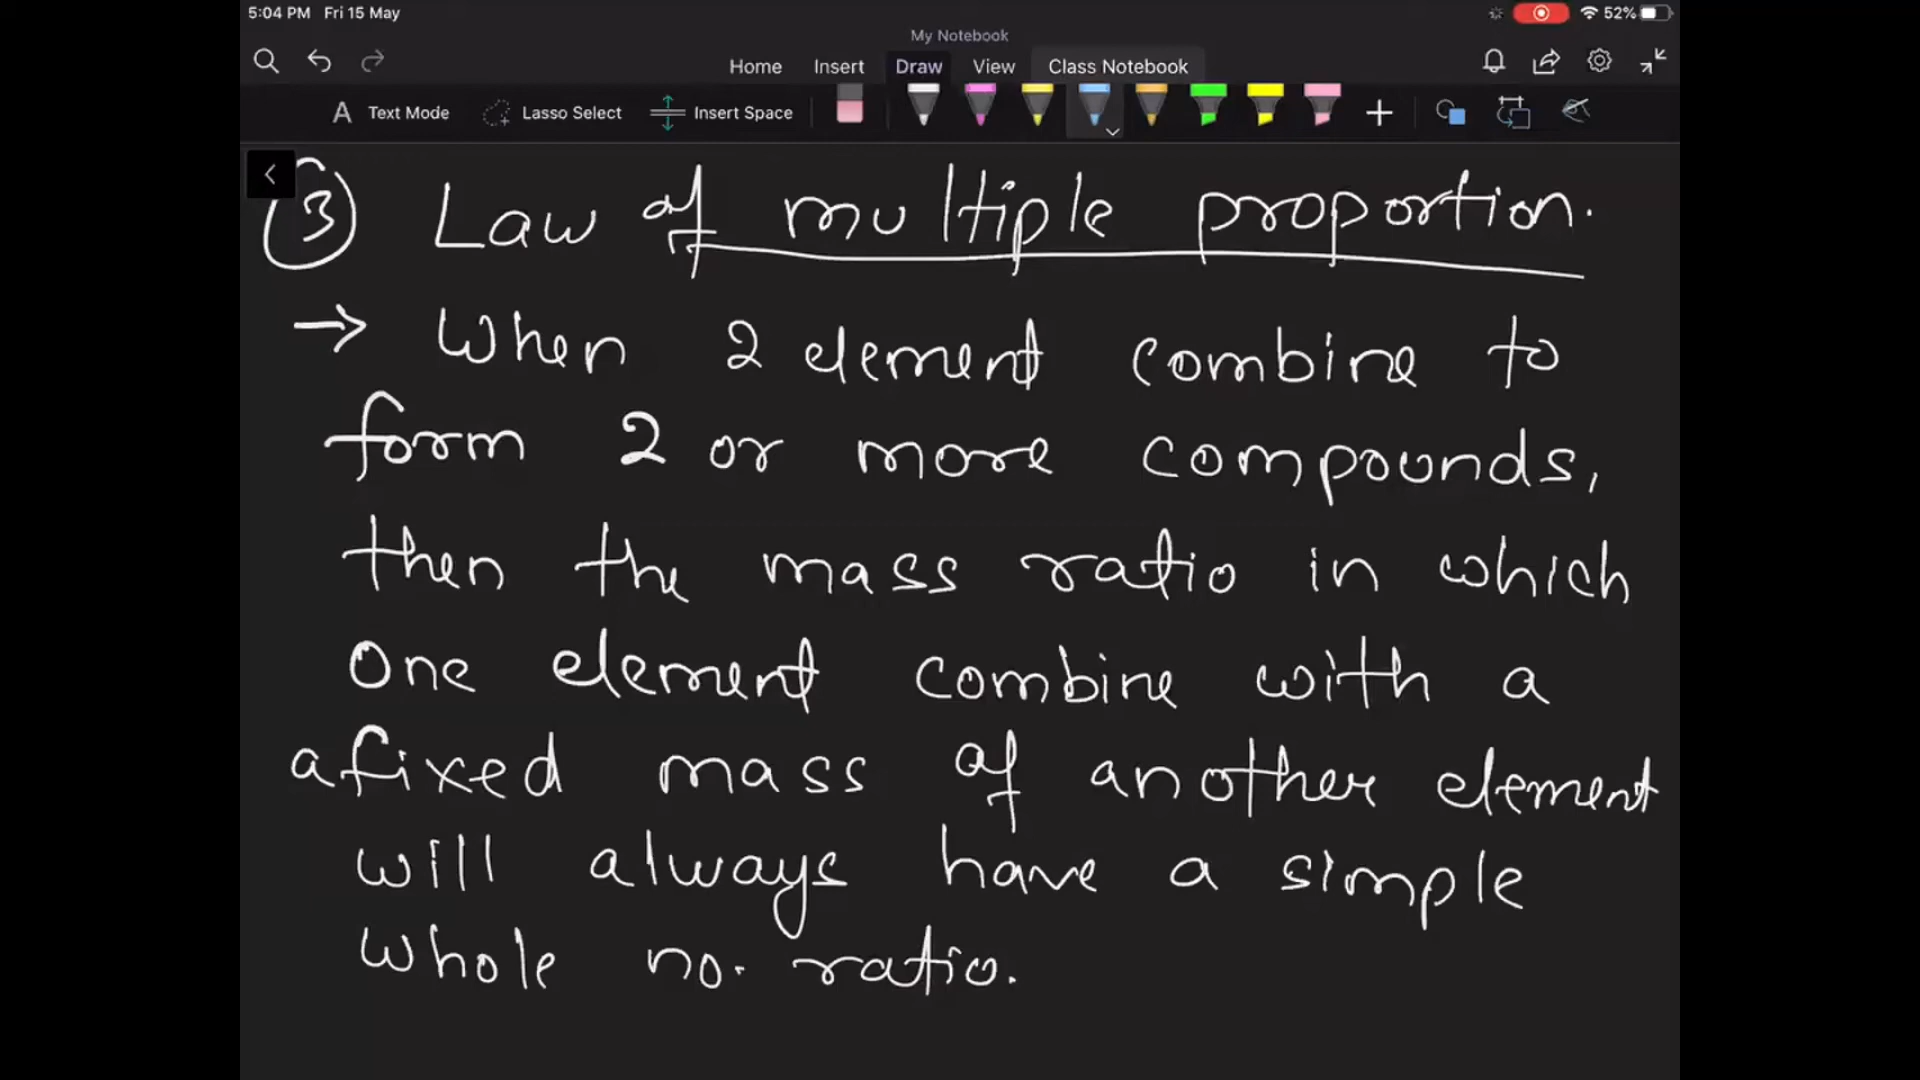 5:04 PM Fri 15 May
52%
My Notebook
Home Insert Draw View Class Notebook
A Text Mode Lasso Select Insert Space
③ Law of multiple proportion.
→ When 2 element combine to
form 2 or more compounds,
then the mass ratio in which
one element combine with a
a fixed mass of another element
will always have a simple
whole no. ratio.